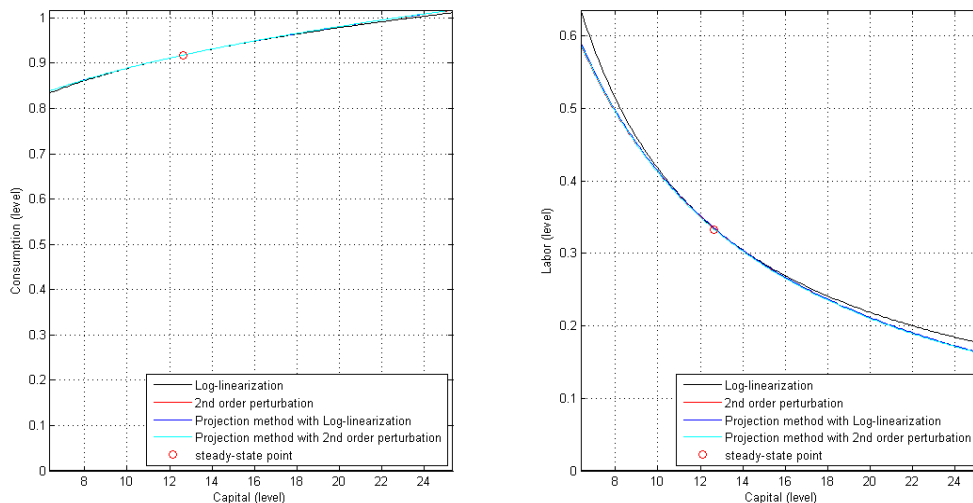 1
0.9
0.8
0.7
0.6
0.5
0.4
0.3
0.2
0.1
0
Consumption (level)
8 10 12 14 16 18 20 22 24
Capital (level)
Log-linearization
2nd order perturbation
Projection method with Log-linearization
Projection method with 2nd order perturbation
steady-state point
0.6
0.5
0.4
0.3
0.2
0.1
0
Labor (level)
8 10 12 14 16 18 20 22 24
Capital (level)
Log-linearization
2nd order perturbation
Projection method with Log-linearization
Projection method with 2nd order perturbation
steady-state point